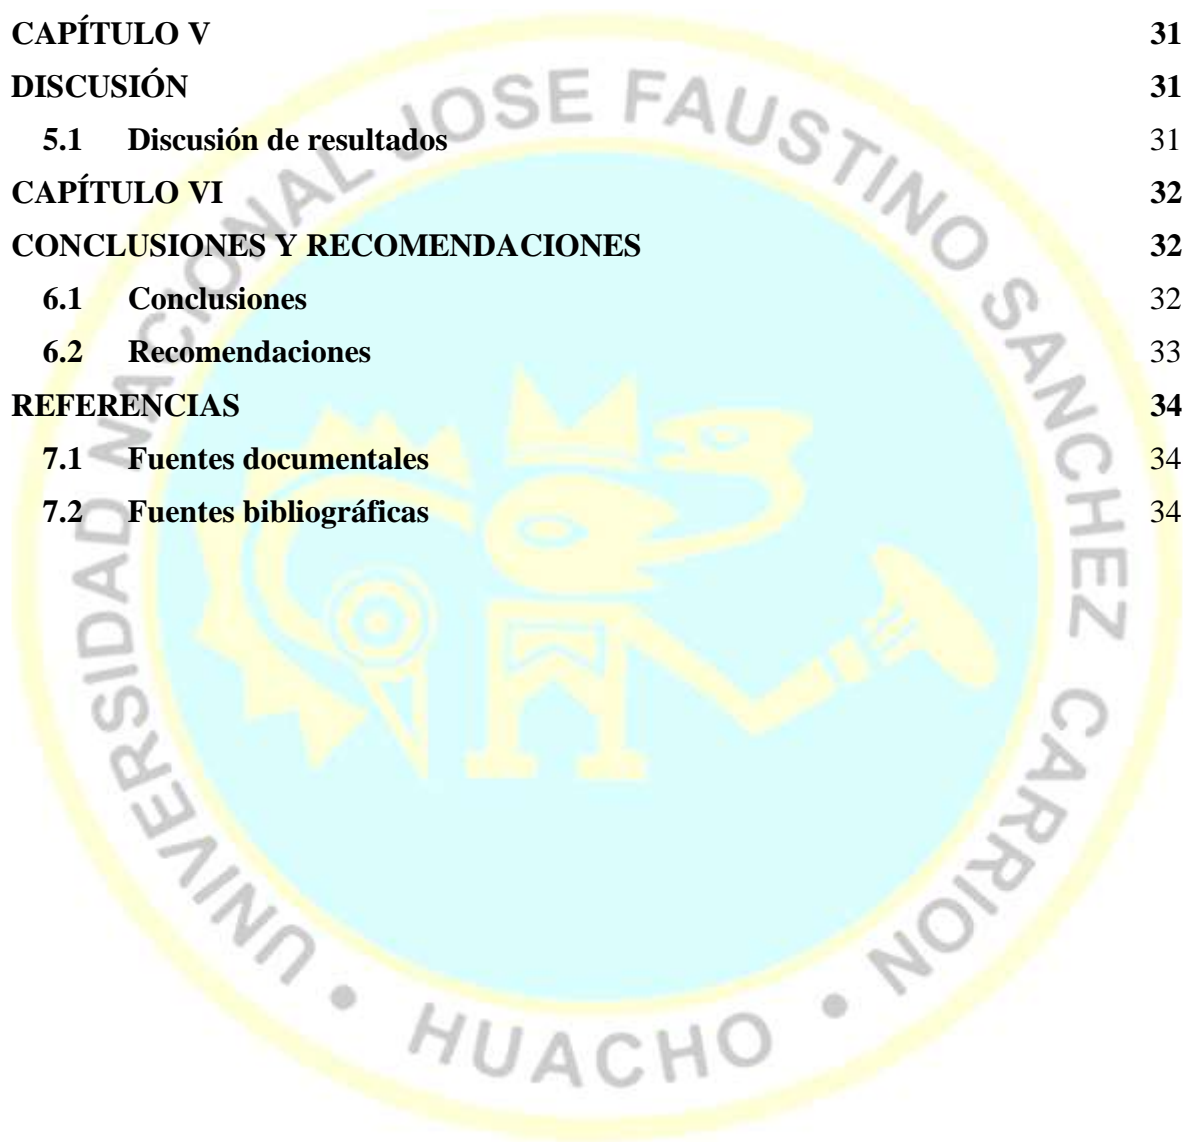 CAPÍTULO V 31
DISCUSIÓN 31
5.1 Discusión de resultados 31
CAPÍTULO VI 32
CONCLUSIONES Y RECOMENDACIONES 32
6.1 Conclusiones 32
6.2 Recomendaciones 33
REFERENCIAS 34
7.1 Fuentes documentales 34
7.2 Fuentes bibliográficas 34
UNIVERSIDAD NACIONAL JOSE FAUSTINO SANCHEZ CARRION • HUACHO •